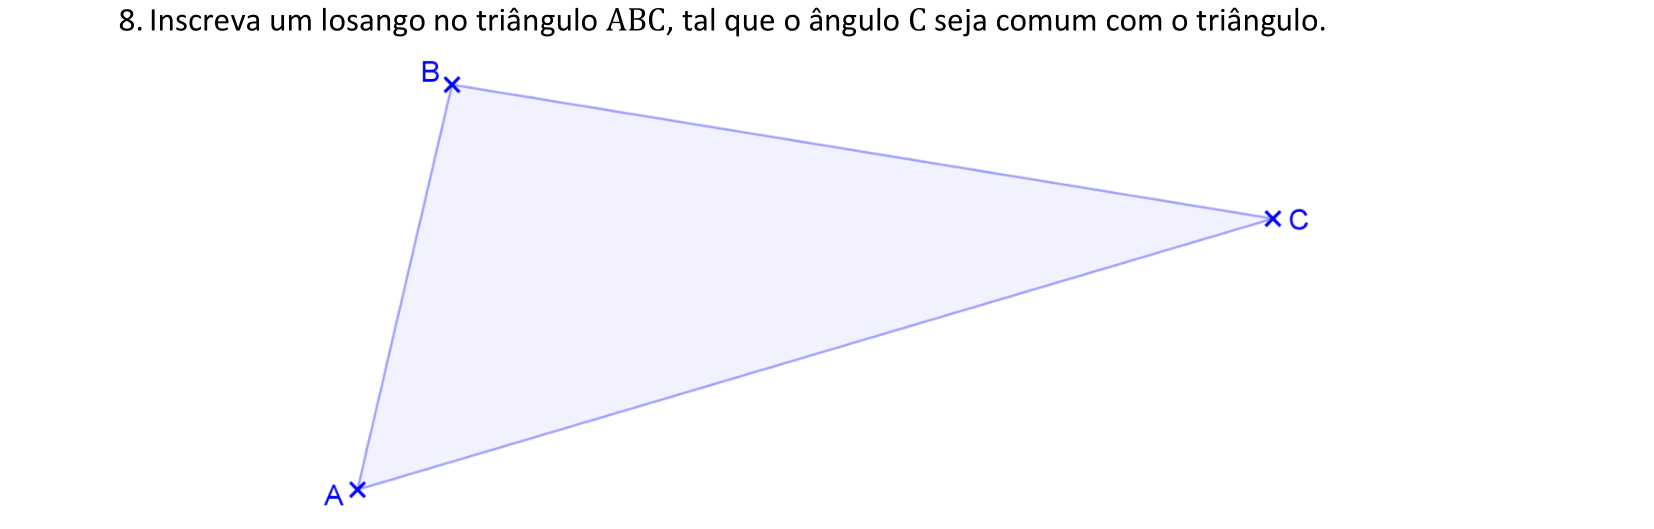 8. Inscreva um losango no triângulo ABC, tal que o ângulo C seja comum com o triângulo.
B
C
A